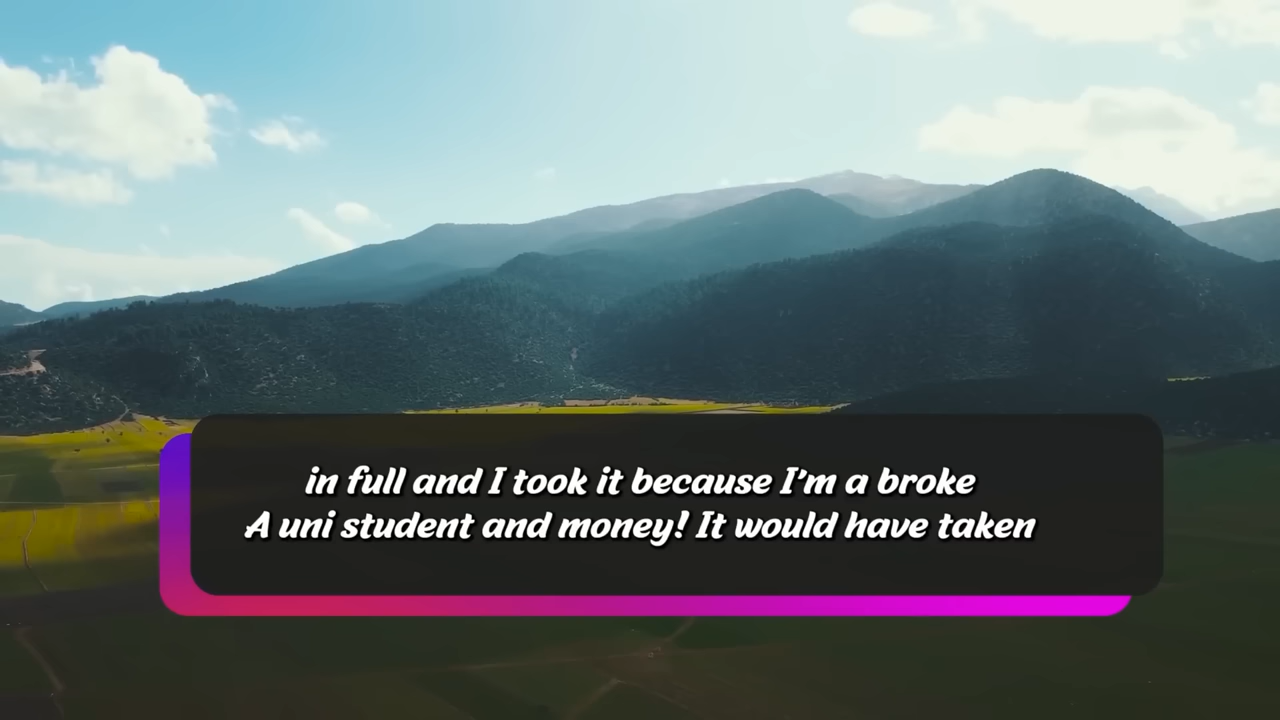 in full and I took it because I'm a broke
A uni student and money! It would have taken